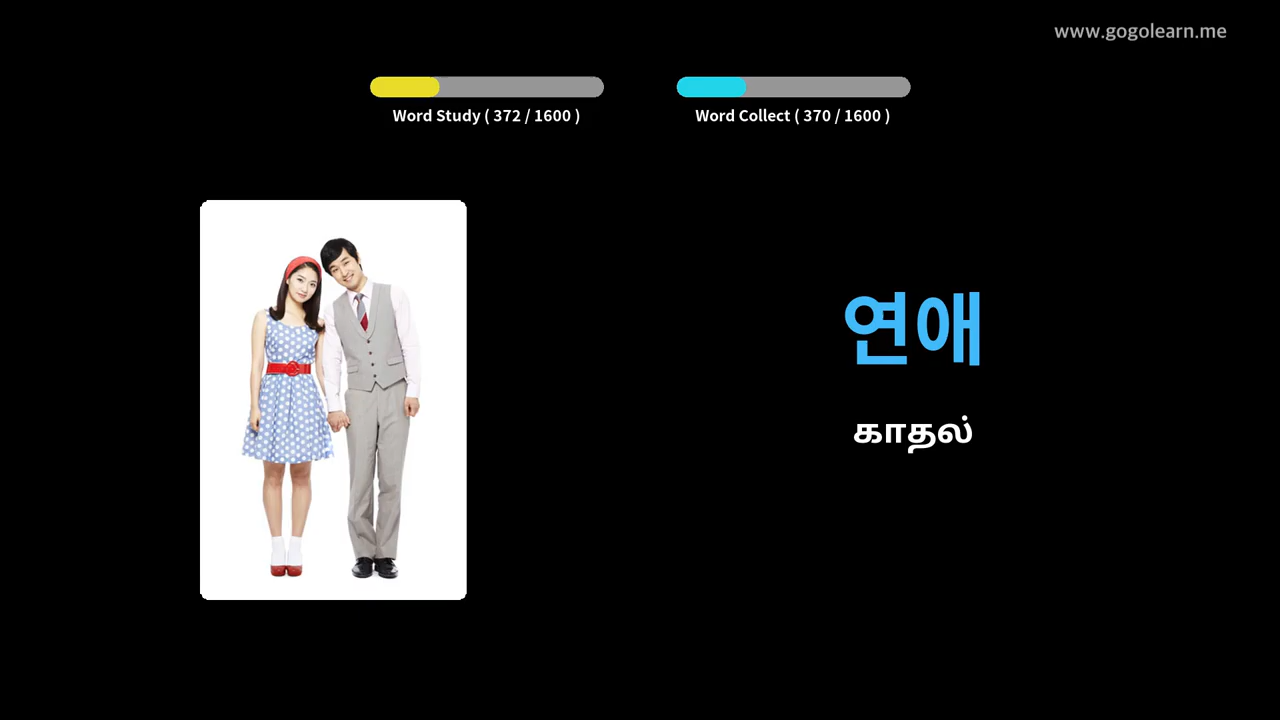 www.gogolearn.me
Word Study ( 372 / 1600 )
Word Collect ( 370 / 1600 )
연애
காதல்